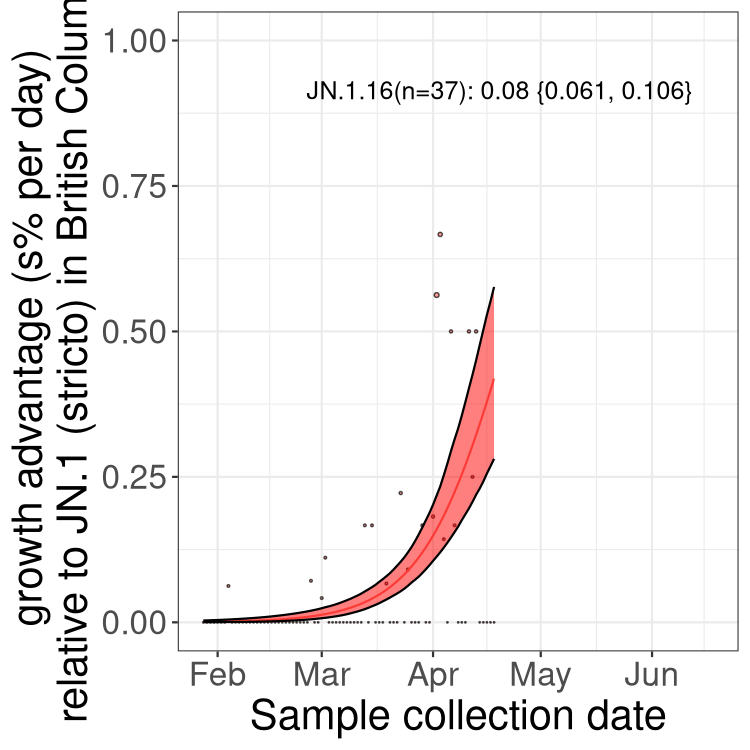 growth advantage (s% per day)
relative to JN.1 (stricto) in British Colum
1.00
0.75
0.50
0.25
0.00
JN.1.16(n=37): 0.08 {0.061, 0.106}
Feb Mar Apr May Jun
Sample collection date